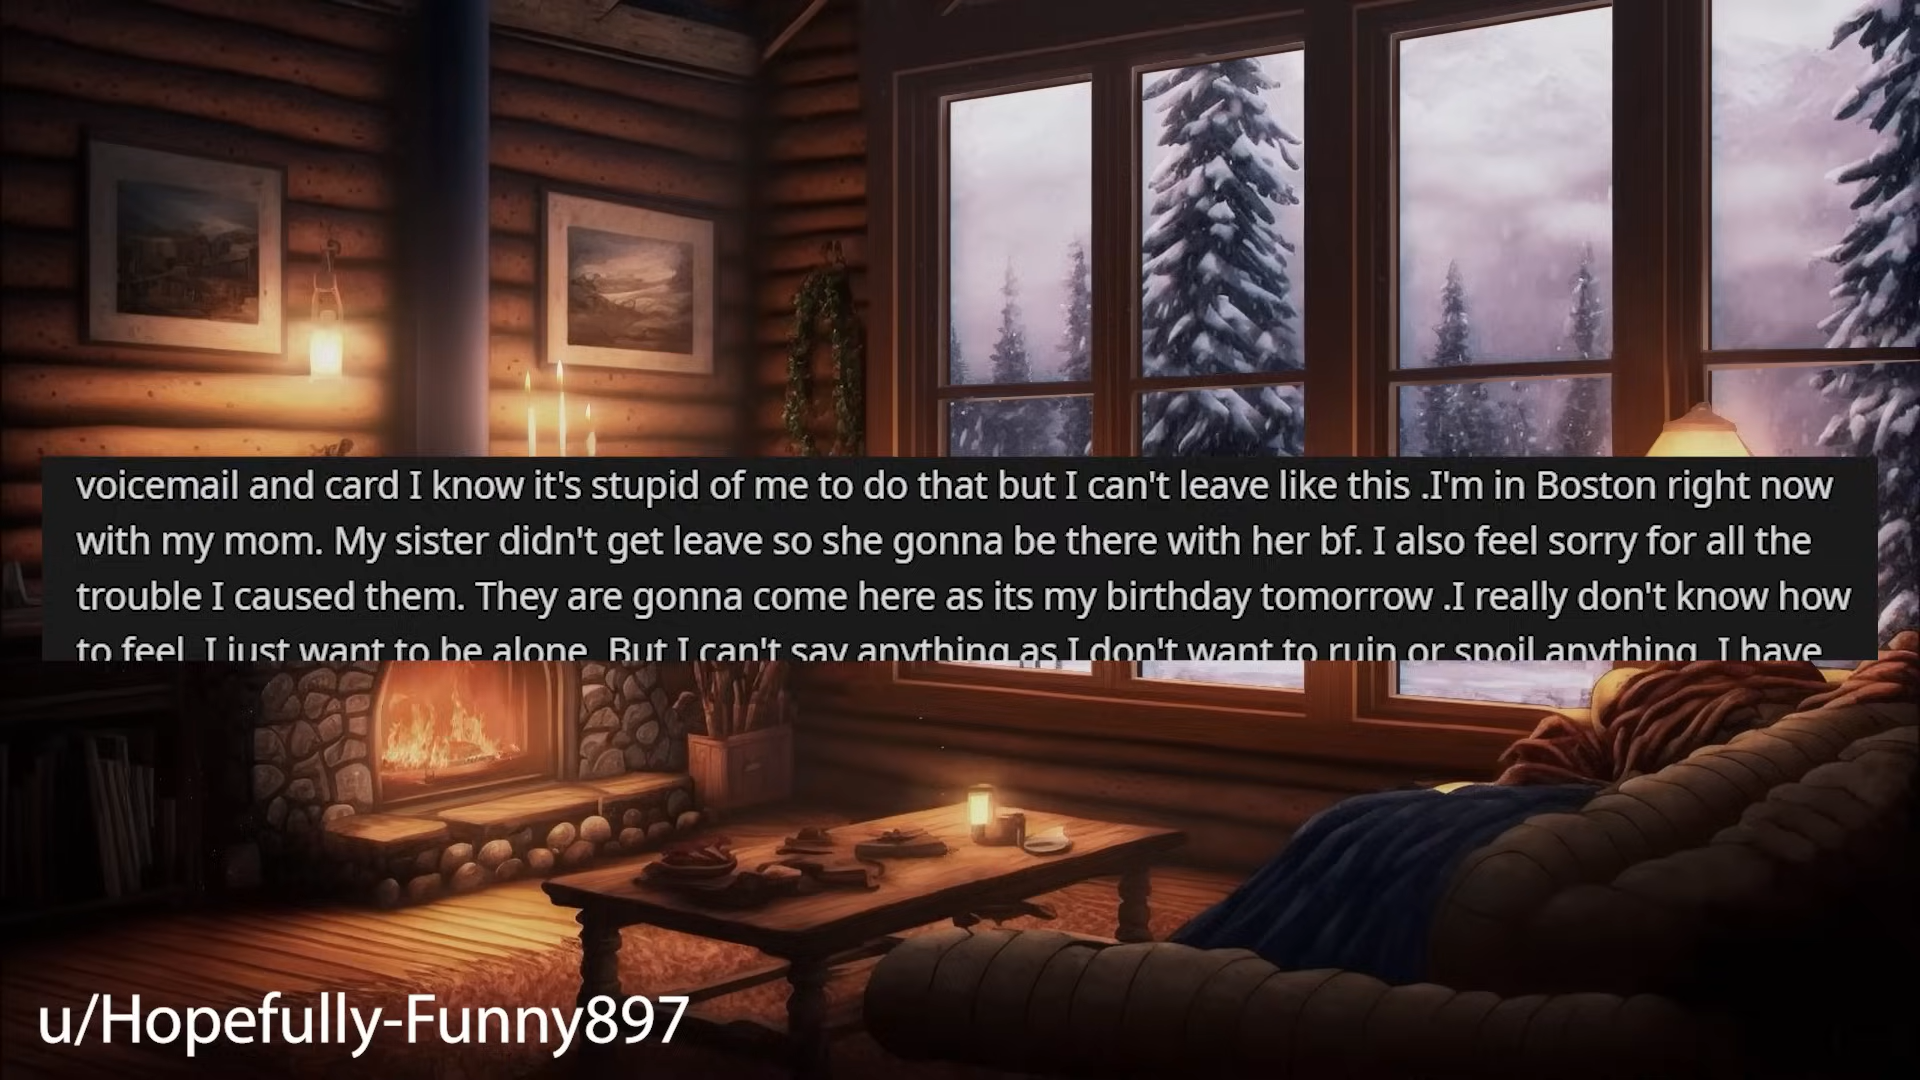 voicemail and card I know it's stupid of me to do that but I can't leave like this .I'm in Boston right now
with my mom. My sister didn't get leave so she gonna be there with her bf. I also feel sorry for all the
trouble I caused them. They are gonna come here as its my birthday tomorrow .I really don't know how
to feel. I just want to be alone. But I can't say anything as I don't want to ruin or spoil anything. I have
u/Hopefully-Funny897